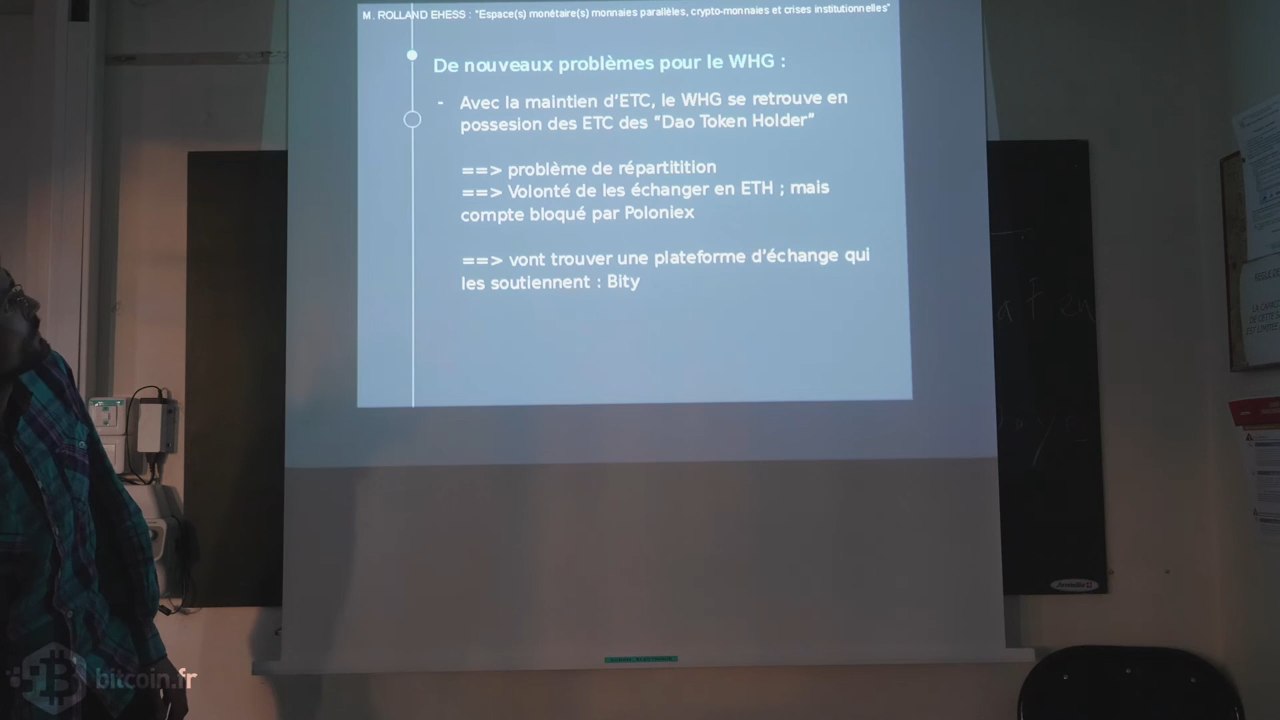 M. ROLLAND EHESS : "Espace(s) monétaire(s) monnaies parallèles, crypto-monnaies et crises institutionnelles"
De nouveaux problèmes pour le WHG :
- Avec la maintien d'ETC, le WHG se retrouve en
possesion des ETC des "Dao Token Holder"
==> problème de répartitition
==> Volonté de les échanger en ETH ; mais
compte bloqué par Poloniex
==> vont trouver une plateforme d'échange qui
les soutiennent : Bity
bitcoin.fr